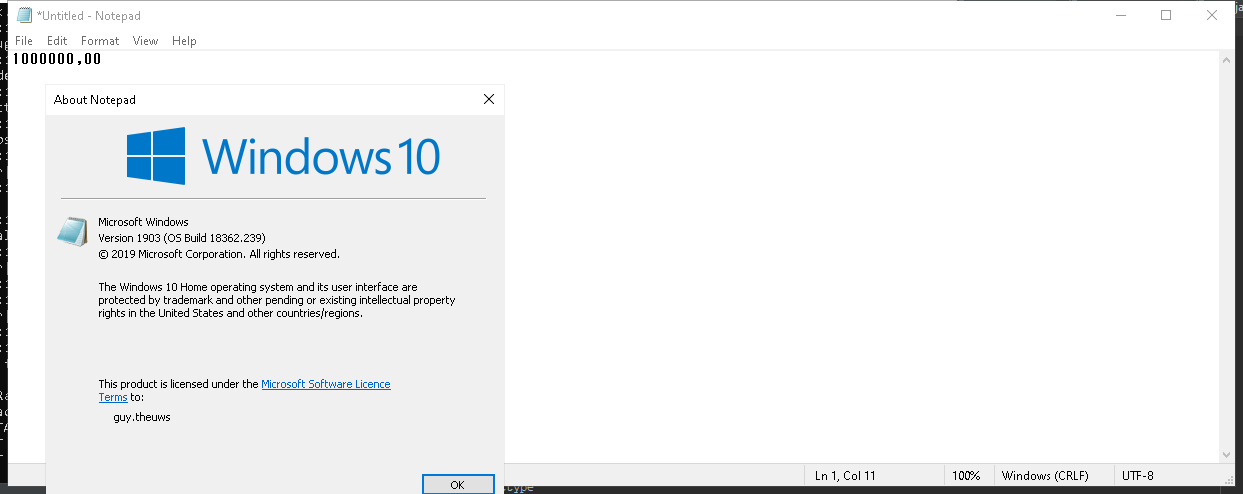 *Untitled - Notepad
File Edit Format View Help
1000000,00
About Notepad
Windows 10
Microsoft Windows
Version 1903 (OS Build 18362.239)
© 2019 Microsoft Corporation. All rights reserved.
The Windows 10 Home operating system and its user interface are
protected by trademark and other pending or existing intellectual property
rights in the United States and other countries/regions.
This product is licensed under the Microsoft Software Licence
Terms to:
guy.theuws
OK
Ln 1, Col 11 100% Windows (CRLF) UTF-8